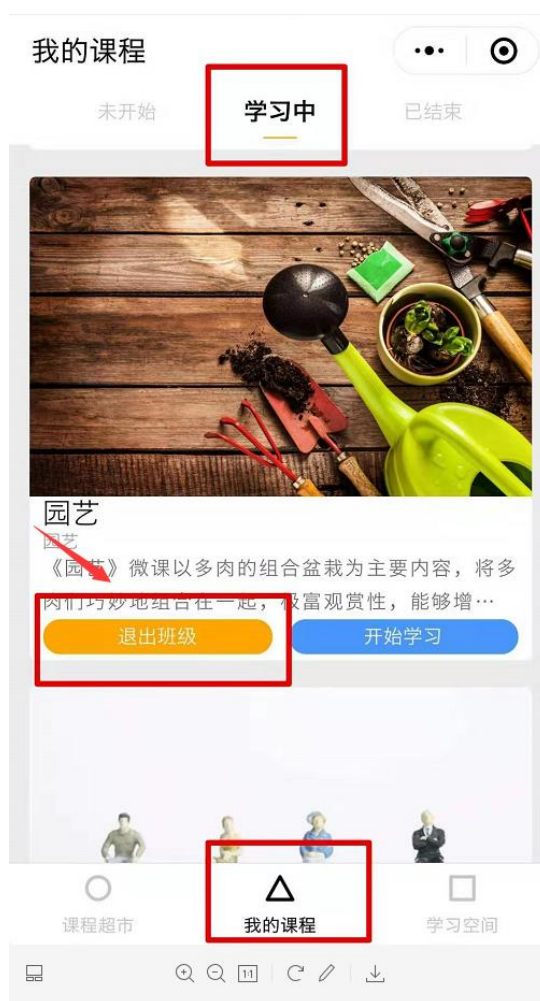 我的课程
未开始 学习中 已结束
园艺
园艺
《园艺》微课以多肉的组合盆栽为主要内容，将多
肉们巧妙地组合在一起，极富观赏性，能够增…
退出班级 开始学习
课程超市 我的课程 学习空间
1:1